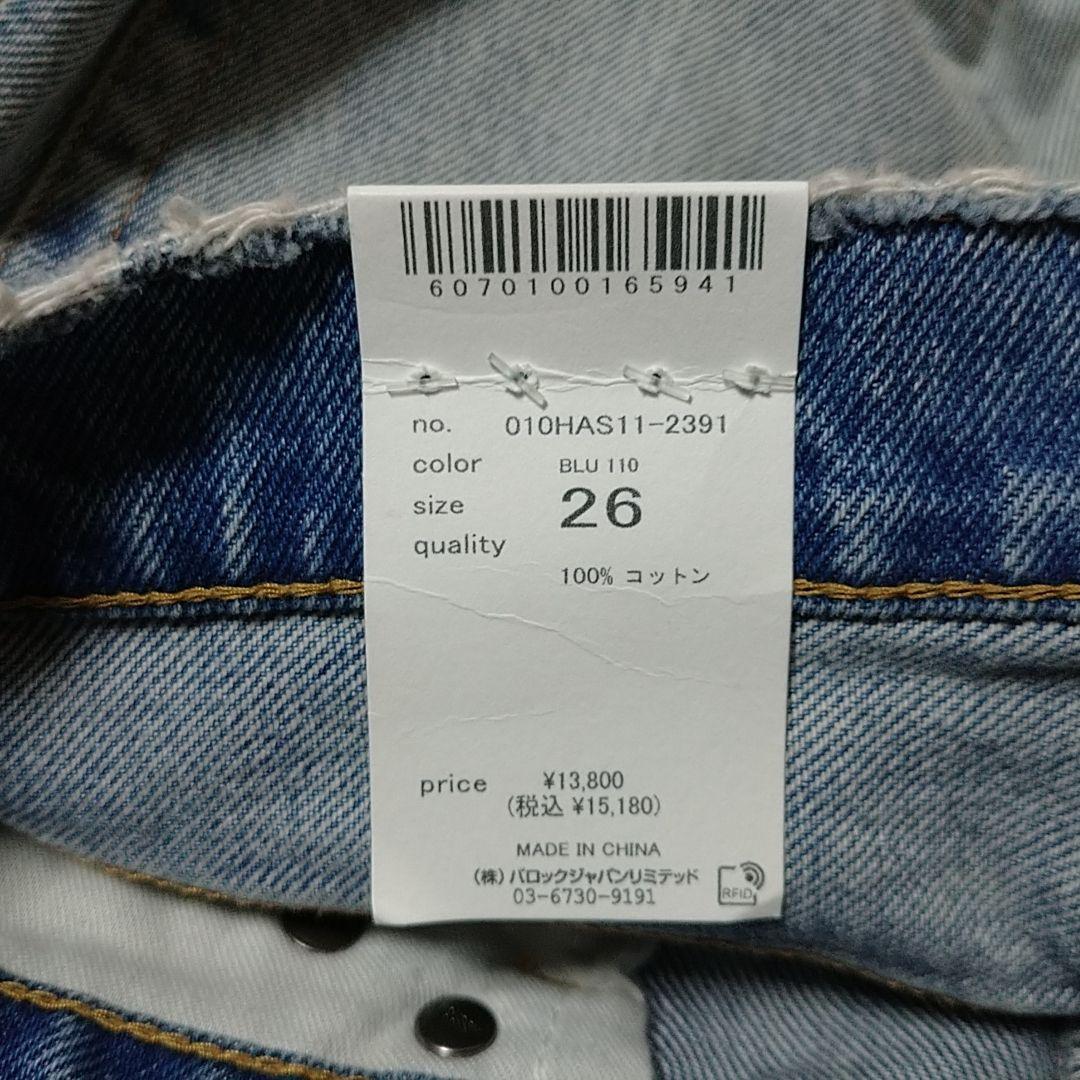 6070100165941
no. 010HAS11-2391
color BLU 110
size 26
quality
100% コットン
price ¥13,800
(税込 ¥15,180)
MADE IN CHINA
(株)バロックジャパンリミテッド
03-6730-9191
RFID